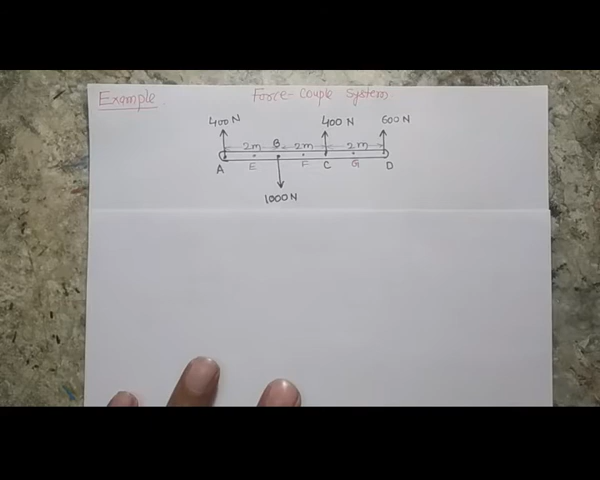 Example
Force-Couple System
400 N 400 N 600 N
2m B 2m 2m
A E F C G D
1000 N